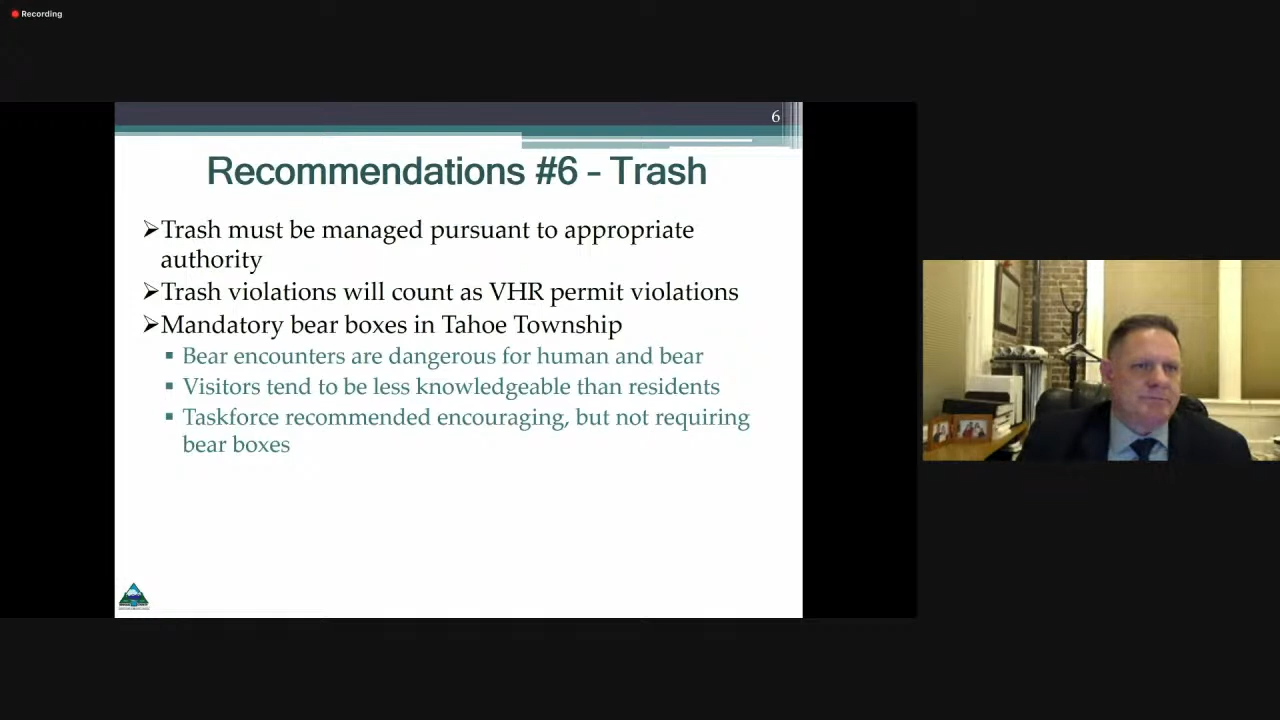 Recording
6
Recommendations #6 – Trash
➢Trash must be managed pursuant to appropriate
authority
➢Trash violations will count as VHR permit violations
➢Mandatory bear boxes in Tahoe Township
▪ Bear encounters are dangerous for human and bear
▪ Visitors tend to be less knowledgeable than residents
▪ Taskforce recommended encouraging, but not requiring
bear boxes